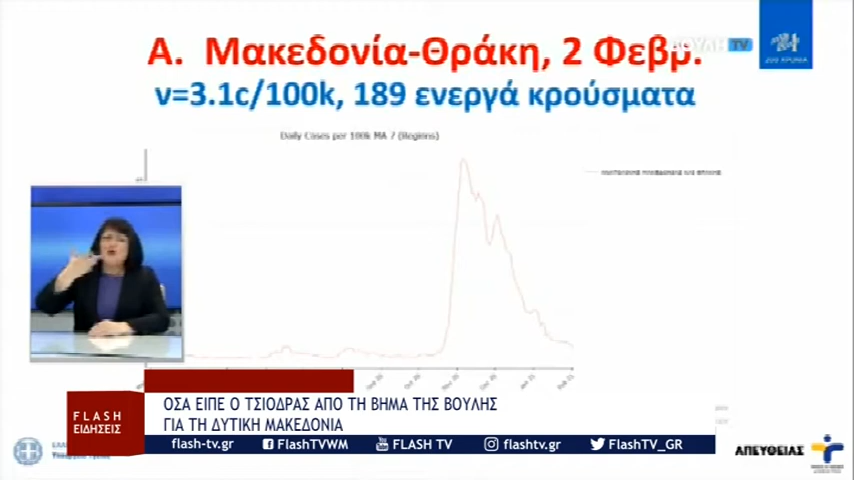 Α. Μακεδονία-Θράκη, 2 Φεβρ.
ΒΟΥΛΗ TV
ν=3.1c/100k, 189 ενεργά κρούσματα
Daily Cases per 100k MA 7 (Regions)
FLASH
ΕΙΔΗΣΕΙΣ
ΟΣΑ ΕΙΠΕ Ο ΤΣΙΟΔΡΑΣ ΑΠΟ ΤΗ ΒΗΜΑ ΤΗΣ ΒΟΥΛΗΣ
ΓΙΑ ΤΗ ΔΥΤΙΚΗ ΜΑΚΕΔΟΝΙΑ
flash-tv.gr
FlashTVWM
FLASH TV
flashtv.gr
FlashTV_GR
ΑΠΕΥΘΕΙΑΣ